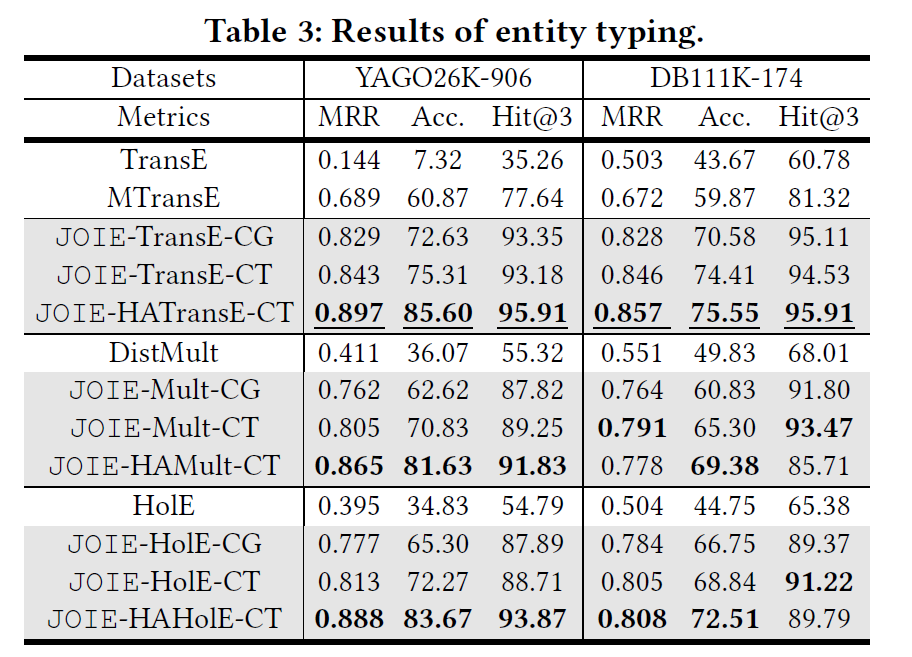 Table 3: Results of entity typing.
Datasets YAGO26K-906 DB111K-174
Metrics MRR Acc. Hit@3 MRR Acc. Hit@3
TransE 0.144 7.32 35.26 0.503 43.67 60.78
MTransE 0.689 60.87 77.64 0.672 59.87 81.32
JOIE-TransE-CG 0.829 72.63 93.35 0.828 70.58 95.11
JOIE-TransE-CT 0.843 75.31 93.18 0.846 74.41 94.53
JOIE-HATransE-CT 0.897 85.60 95.91 0.857 75.55 95.91
DistMult 0.411 36.07 55.32 0.551 49.83 68.01
JOIE-Mult-CG 0.762 62.62 87.82 0.764 60.83 91.80
JOIE-Mult-CT 0.805 70.83 89.25 0.791 65.30 93.47
JOIE-HAMult-CT 0.865 81.63 91.83 0.778 69.38 85.71
HolE 0.395 34.83 54.79 0.504 44.75 65.38
JOIE-HolE-CG 0.777 65.30 87.89 0.784 66.75 89.37
JOIE-HolE-CT 0.813 72.27 88.71 0.805 68.84 91.22
JOIE-HAHolE-CT 0.888 83.67 93.87 0.808 72.51 89.79